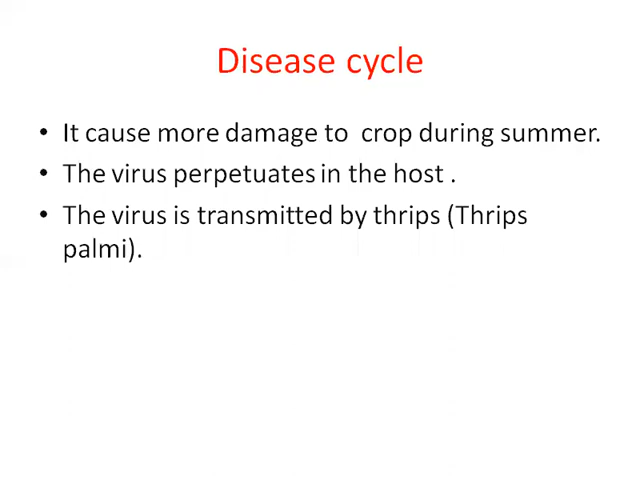 Disease cycle
• It cause more damage to crop during summer.
• The virus perpetuates in the host .
• The virus is transmitted by thrips (Thrips
palmi).